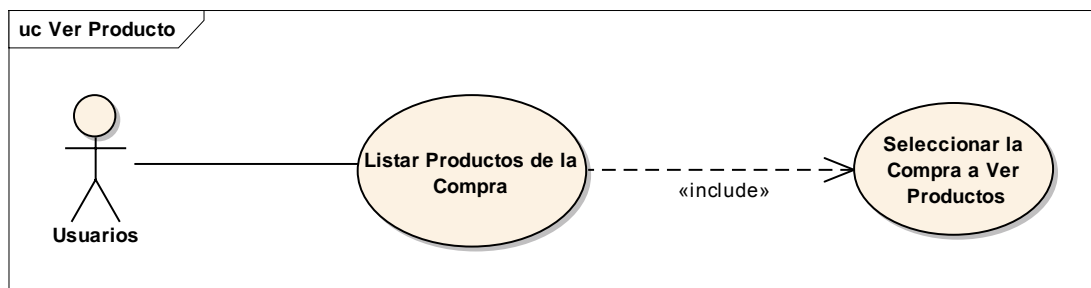 uc Ver Producto
Usuarios
Listar Productos de la
Compra
«include»
Seleccionar la
Compra a Ver
Productos